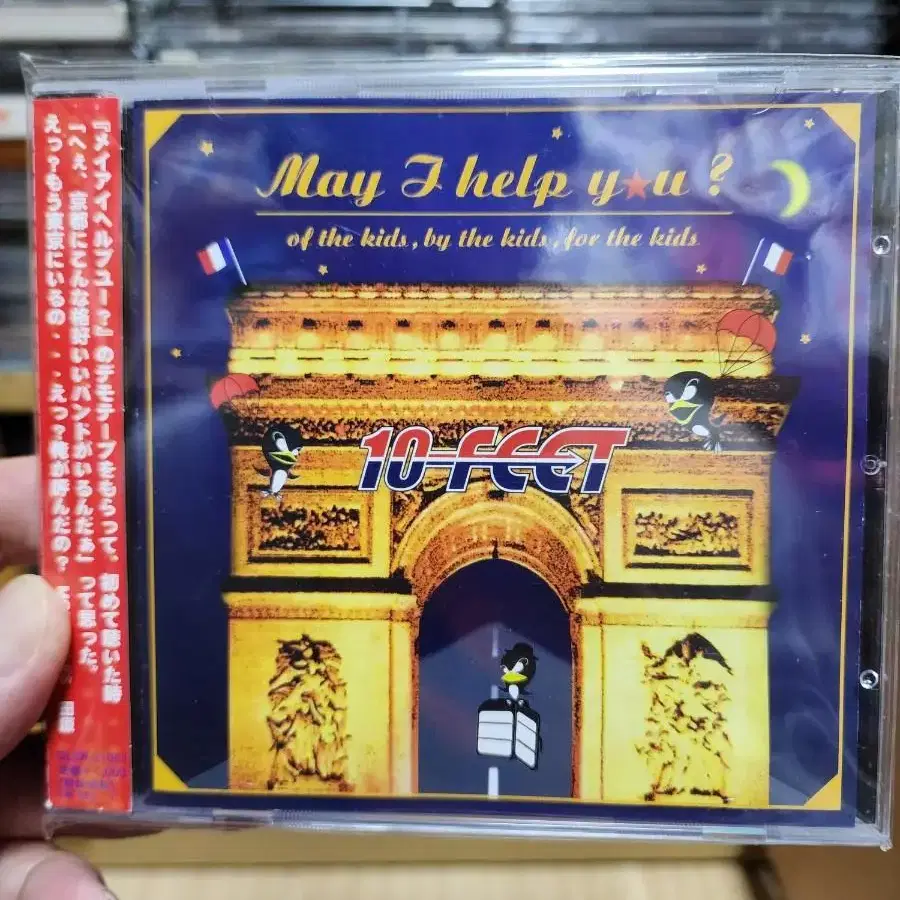 May I help y★u ?
of the kids, by the kids, for the kids
10-FEET
『メイアイヘルプユー?』のデモテープをもらって。初めて聴いた時
「へぇ、京都にこんな格好いいバンドがいるんだぁ」って思った。
えっ?もう東京にいるの・・・えっ?俺が呼んだの?